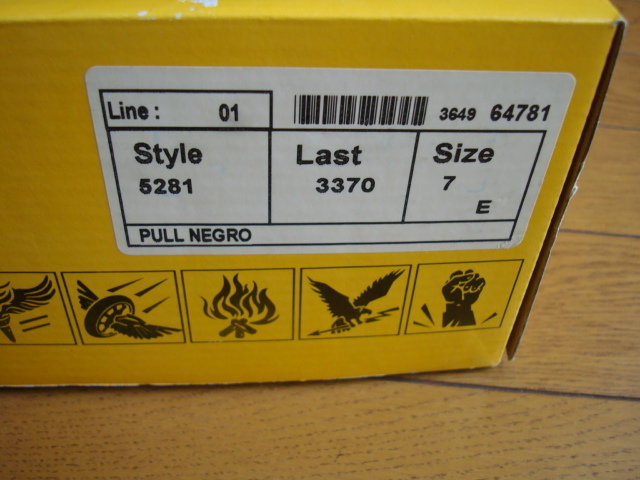 Line : 01 3649 64781
Style Last Size
5281 3370 7
E
PULL NEGRO